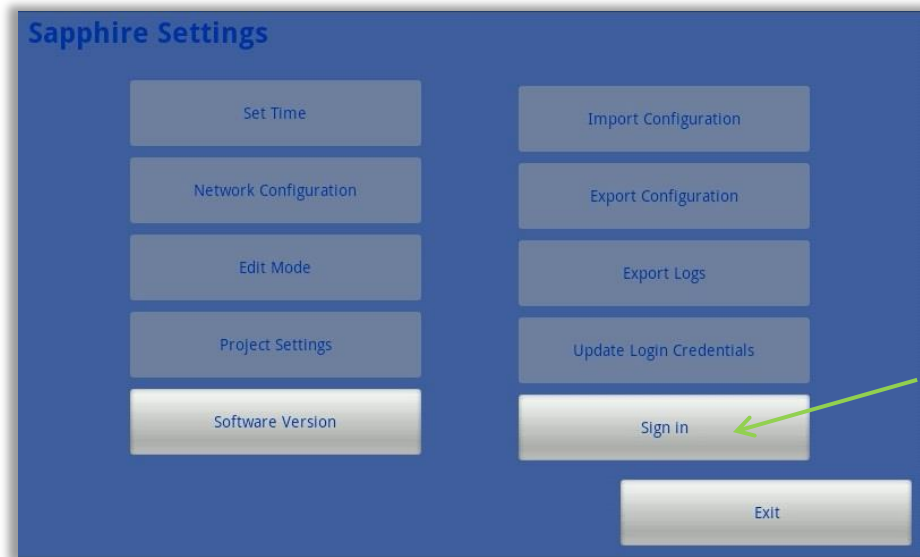 Sapphire Settings
Set Time
Import Configuration
Network Configuration
Export Configuration
Edit Mode
Export Logs
Project Settings
Update Login Credentials
Software Version
Sign in
Exit